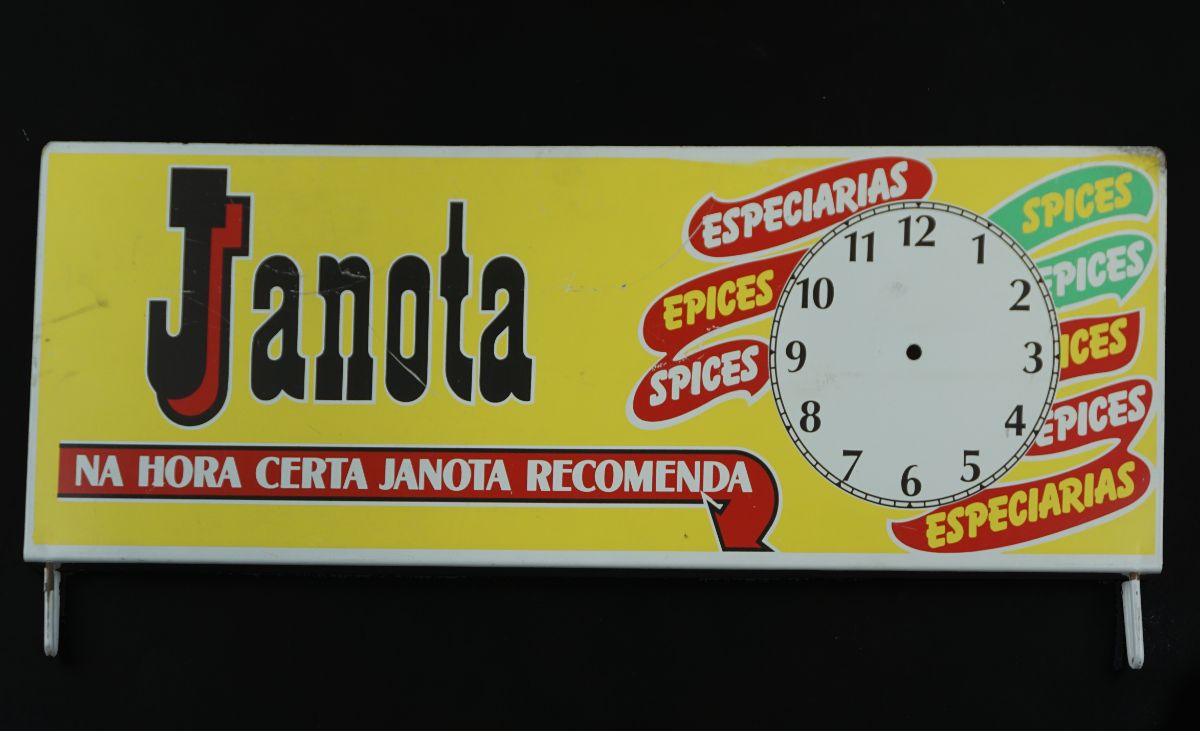 Janota
NA HORA CERTA JANOTA RECOMENDA
ESPECIARIAS
EPICES
SPICES
12
1
2
3
4
5
6
7
8
9
10
11
SPICES
EPICES
ICES
EPICES
ESPECIARIAS